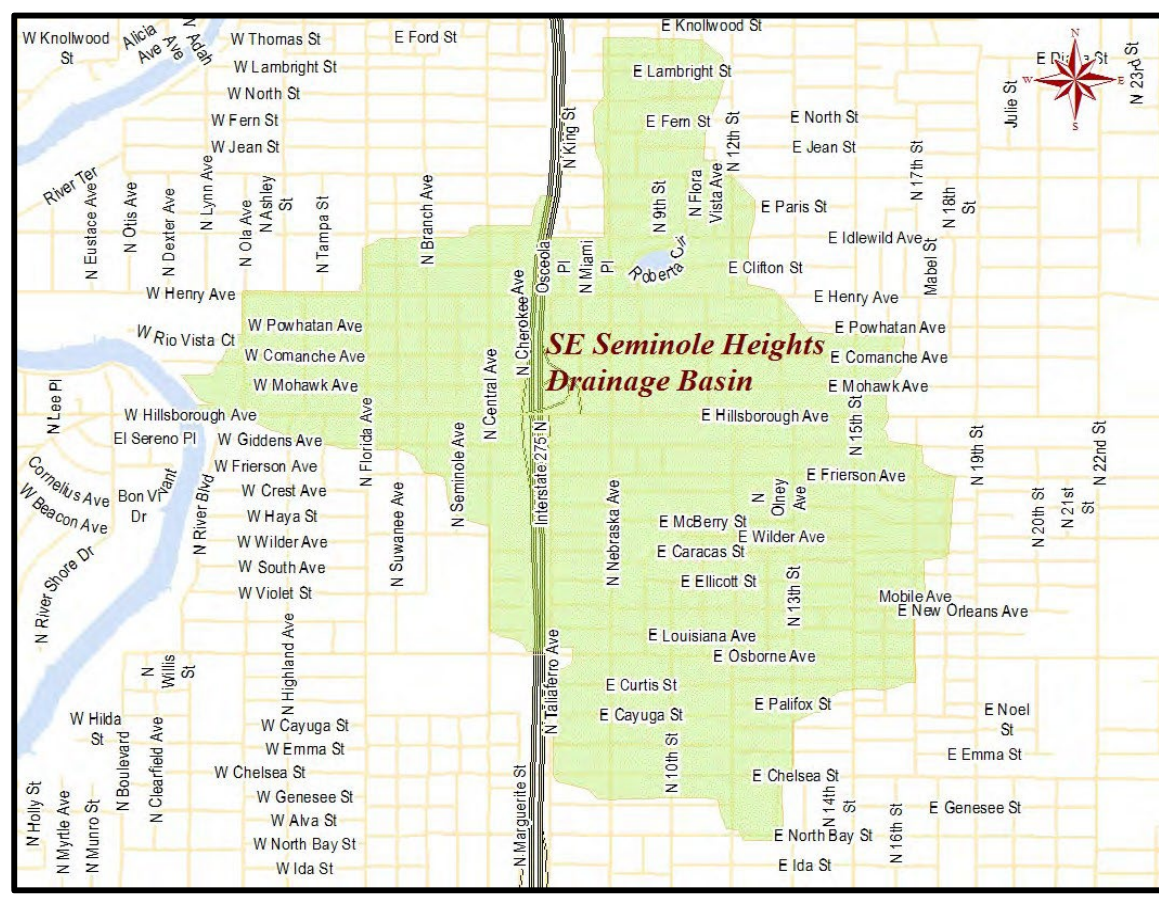 E Knollwood St
W Knollwood
St
Alicia
Ave
Ave
N Adah
W Thomas St
E Ford St
W Lambright St
E Lambright St
N
W
E
S
N 23rd St
Julie St
W North St
W Fern St
E Fern St
E North St
W Jean St
E Jean St
N King St
N 12th St
N 17th St
River Ter
N Eustace Ave
N Otis Ave
N Dexter Ave
N Lynn Ave
N Ola Ave
N Ashley
St
N Tampa St
N Branch Ave
N 9th St
N Flora
Vista Ave
E Paris St
N 18th
St
E Idlewild Ave
Osceola
Pl
N Miami
Pl
Roberta Cir
E Clifton St
Mabel St
W Henry Ave
E Henry Ave
N Cherokee Ave
W Rio Vista Ct
W Powhatan Ave
E Powhatan Ave
SE Seminole Heights
Drainage Basin
W Comanche Ave
E Comanche Ave
N Lee Pl
W Mohawk Ave
E Mohawk Ave
N Central Ave
W Hillsborough Ave
E Hillsborough Ave
N 15th St
El Sereno Pl
W Giddens Ave
N Florida Ave
N Seminole Ave
Interstate 275 N
N 19th St
N 22nd St
Cornelius Ave
W Beacon Ave
Bon Vivant
Dr
N River Blvd
W Frierson Ave
E Frierson Ave
W Crest Ave
N Suwanee Ave
N Nebraska Ave
N
Olney
Ave
N 20th St
N 21st
St
W Haya St
E McBerry St
W Wilder Ave
E Wilder Ave
N River Shore Dr
E Caracas St
W South Ave
E Ellicott St
N 13th St
W Violet St
Mobile Ave
E New Orleans Ave
N Highland Ave
E Louisiana Ave
N
Willis
St
E Osborne Ave
N Taliaferro Ave
E Curtis St
W Hilda
St
W Cayuga St
E Cayuga St
E Palifox St
E Noel
St
W Emma St
E Emma St
N Boulevard
N Clearfield Ave
N 10th St
W Chelsea St
E Chelsea St
N Holly St
N Myrtle Ave
N Munro St
W Genesee St
N Marguerite St
N 14th
St
N 16th St
E Genesee St
W Alva St
W North Bay St
E North Bay St
W Ida St
E Ida St